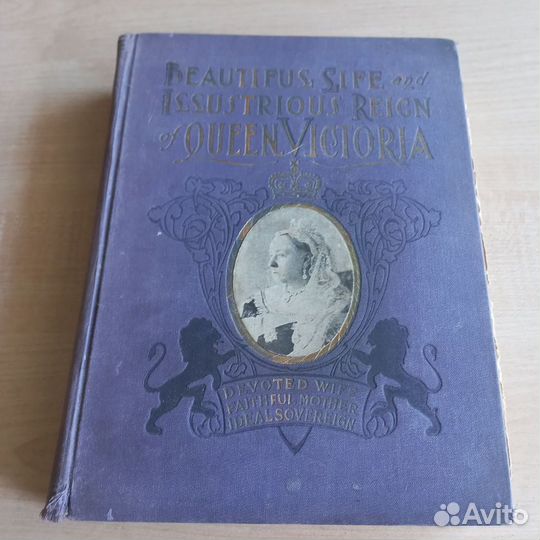 BEAUTIFUL LIFE and
ILLUSTRIOUS REIGN
of QUEEN VICTORIA
DEVOTED WIFE
FAITHFUL MOTHER
IDEAL SOVEREIGN
Avito